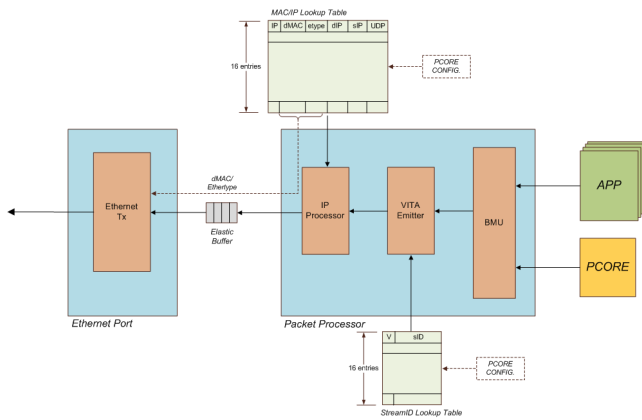 MAC/IP Lookup Table
IP dMAC etype dIP sIP UDP
16 entries
PCORE
CONFIG.
dMAC/
Ethertype
Ethernet
Tx
Elastic
Buffer
IP
Processor
VITA
Emitter
BMU
APP
PCORE
Ethernet Port
Packet Processor
V sID
16 entries
PCORE
CONFIG.
StreamID Lookup Table